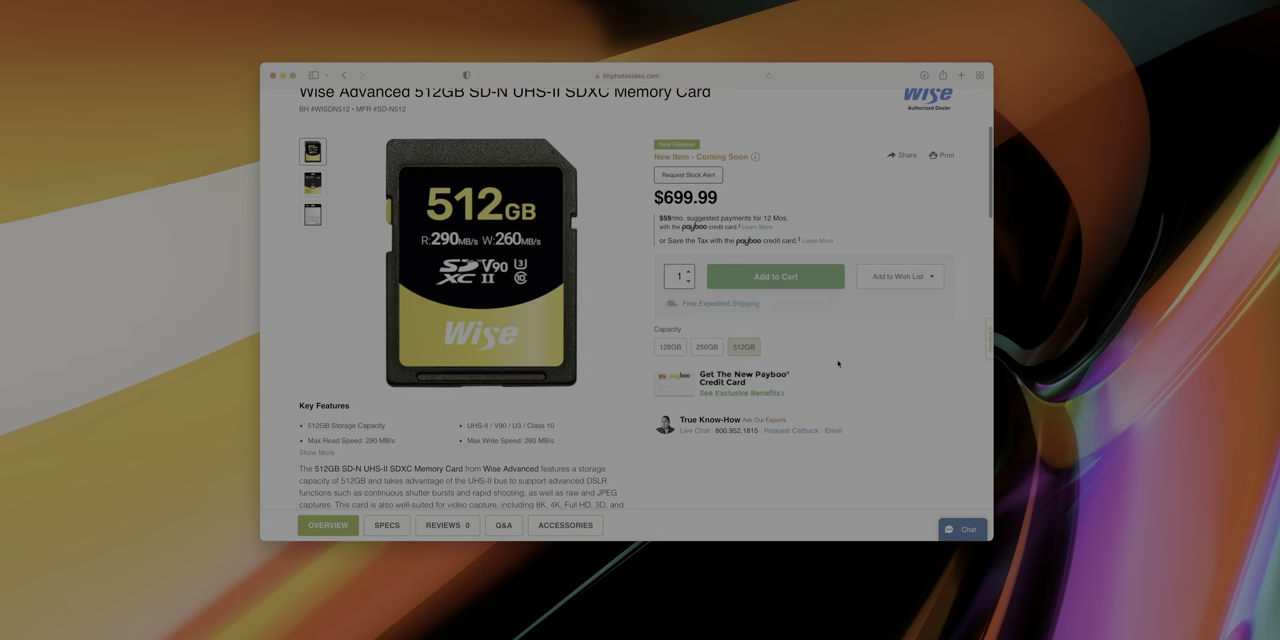 bhphotovideo.com
Wise Advanced 512GB SD-N UHS-II SDXC Memory Card
BH #WISDN512 • MFR #SD-N512
Wise
Authorized Dealer
512GB
R:290MB/s W:260MB/s
SD XC II V90 U3 10
Wise
New Release
New Item - Coming Soon
Share
Print
Request Stock Alert
$699.99
$59/mo. suggested payments for 12 Mos.
with the payboo credit card.‡ Learn More
or Save the Tax with the payboo credit card.‡ Learn More
1
Add to Cart
Add to Wish List
Free Expedited Shipping
Capacity
128GB
256GB
512GB
payboo
Get The New Payboo®
Credit Card
See Exclusive Benefits
True Know-How Ask Our Experts
Live Chat · 800.952.1815 · Request Callback · Email
Feedback
Key Features
• 512GB Storage Capacity
• UHS-II / V90 / U3 / Class 10
• Max Read Speed: 290 MB/s
• Max Write Speed: 260 MB/s
Show More
The 512GB SD-N UHS-II SDXC Memory Card from Wise Advanced features a storage
capacity of 512GB and takes advantage of the UHS-II bus to support advanced DSLR
functions such as continuous shutter bursts and rapid shooting, as well as raw and JPEG
captures. This card is also well-suited for video capture, including 8K, 4K, Full HD, 3D, and
OVERVIEW
SPECS
REVIEWS 0
Q&A
ACCESSORIES
Chat